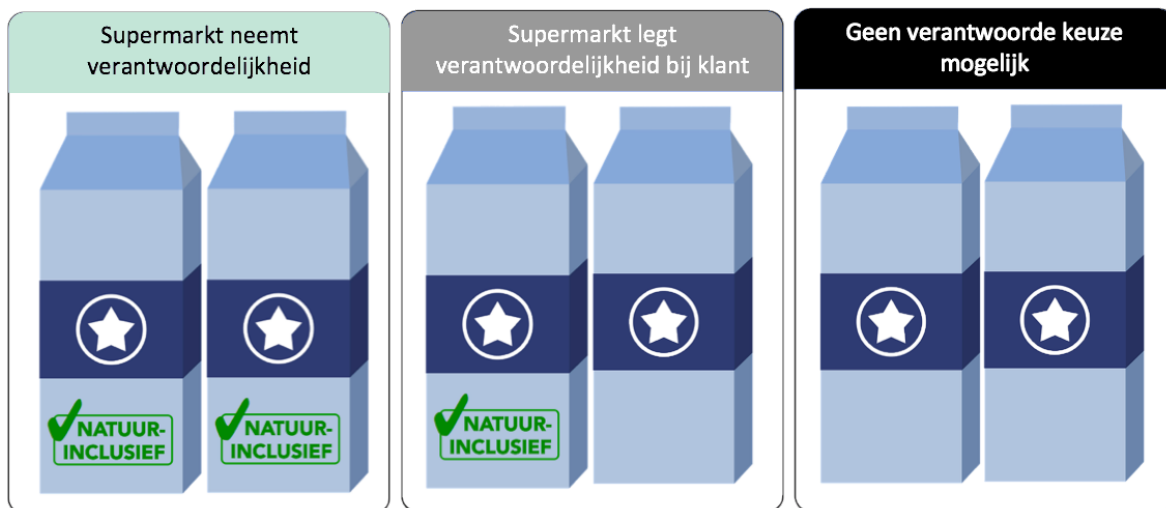 Supermarkt neemt
verantwoordelijkheid
NATUUR-
INCLUSIEF
NATUUR-
INCLUSIEF
Supermarkt legt
verantwoordelijkheid bij klant
NATUUR-
INCLUSIEF
Geen verantwoorde keuze
mogelijk